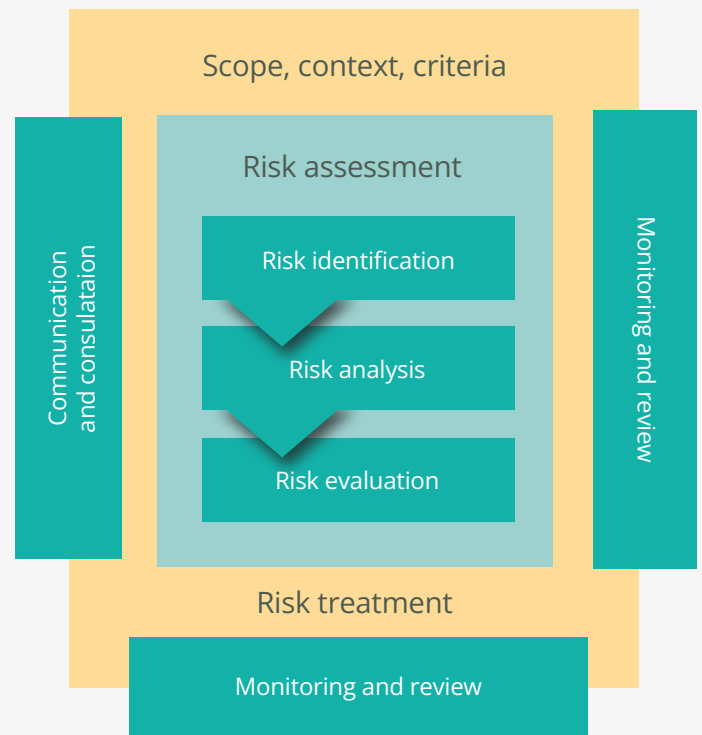 Scope, context, criteria
Risk assessment
Risk identification
Risk analysis
Risk evaluation
Communication
and consulataion
Monitoring and review
Risk treatment
Monitoring and review